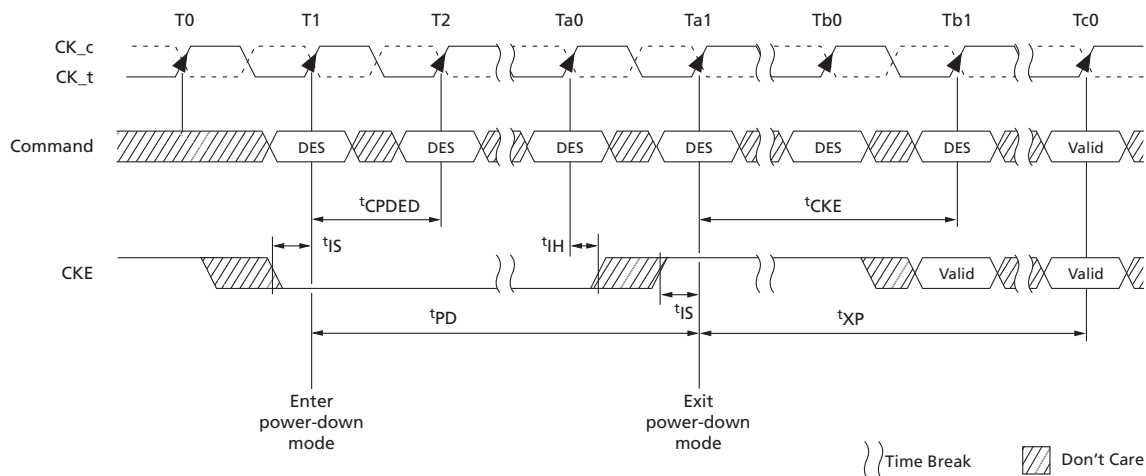 T0 T1 T2 Ta0 Ta1 Tb0 Tb1 Tc0
CK_c
CK_t
Command DES DES DES DES DES DES Valid
tCPDED tCKE
tIS tIH
CKE Valid Valid
tIS
tPD tXP
Enter
power-down
mode
Exit
power-down
mode
Time Break Don't Care